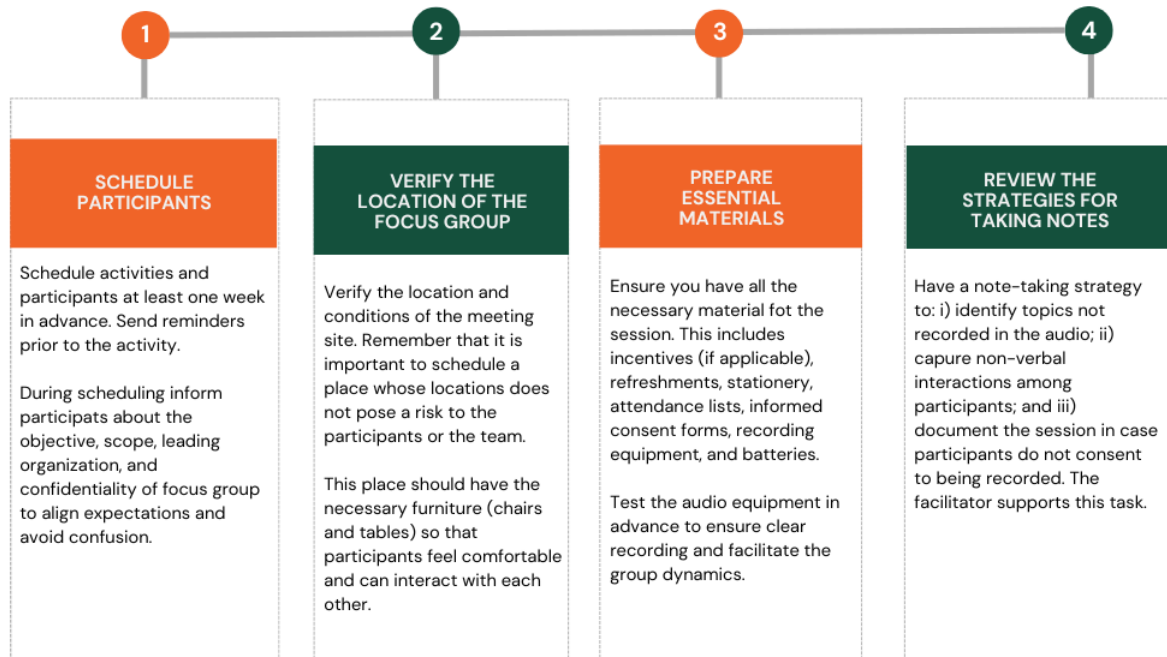 1
2
3
4
SCHEDULE
PARTICIPANTS
Schedule activities and
participants at least one week
in advance. Send reminders
prior to the activity.
During scheduling inform
participats about the
objective, scope, leading
organization, and
confidentiality of focus group
to align expectations and
avoid confusion.
VERIFY THE
LOCATION OF THE
FOCUS GROUP
Verify the location and
conditions of the meeting
site. Remember that it is
important to schedule a
place whose locations does
not pose a risk to the
participants or the team.
This place should have the
necessary furniture (chairs
and tables) so that
participants feel comfortable
and can interact with each
other.
PREPARE
ESSENTIAL
MATERIALS
Ensure you have all the
necessary material fot the
session. This includes
incentives (if applicable),
refreshments, stationery,
attendance lists, informed
consent forms, recording
equipment, and batteries.
Test the audio equipment in
advance to ensure clear
recording and facilitate the
group dynamics.
REVIEW THE
STRATEGIES FOR
TAKING NOTES
Have a note-taking strategy
to: i) identify topics not
recorded in the audio; ii)
capure non-verbal
interactions among
participants; and iii)
document the session in case
participants do not consent
to being recorded. The
facilitator supports this task.